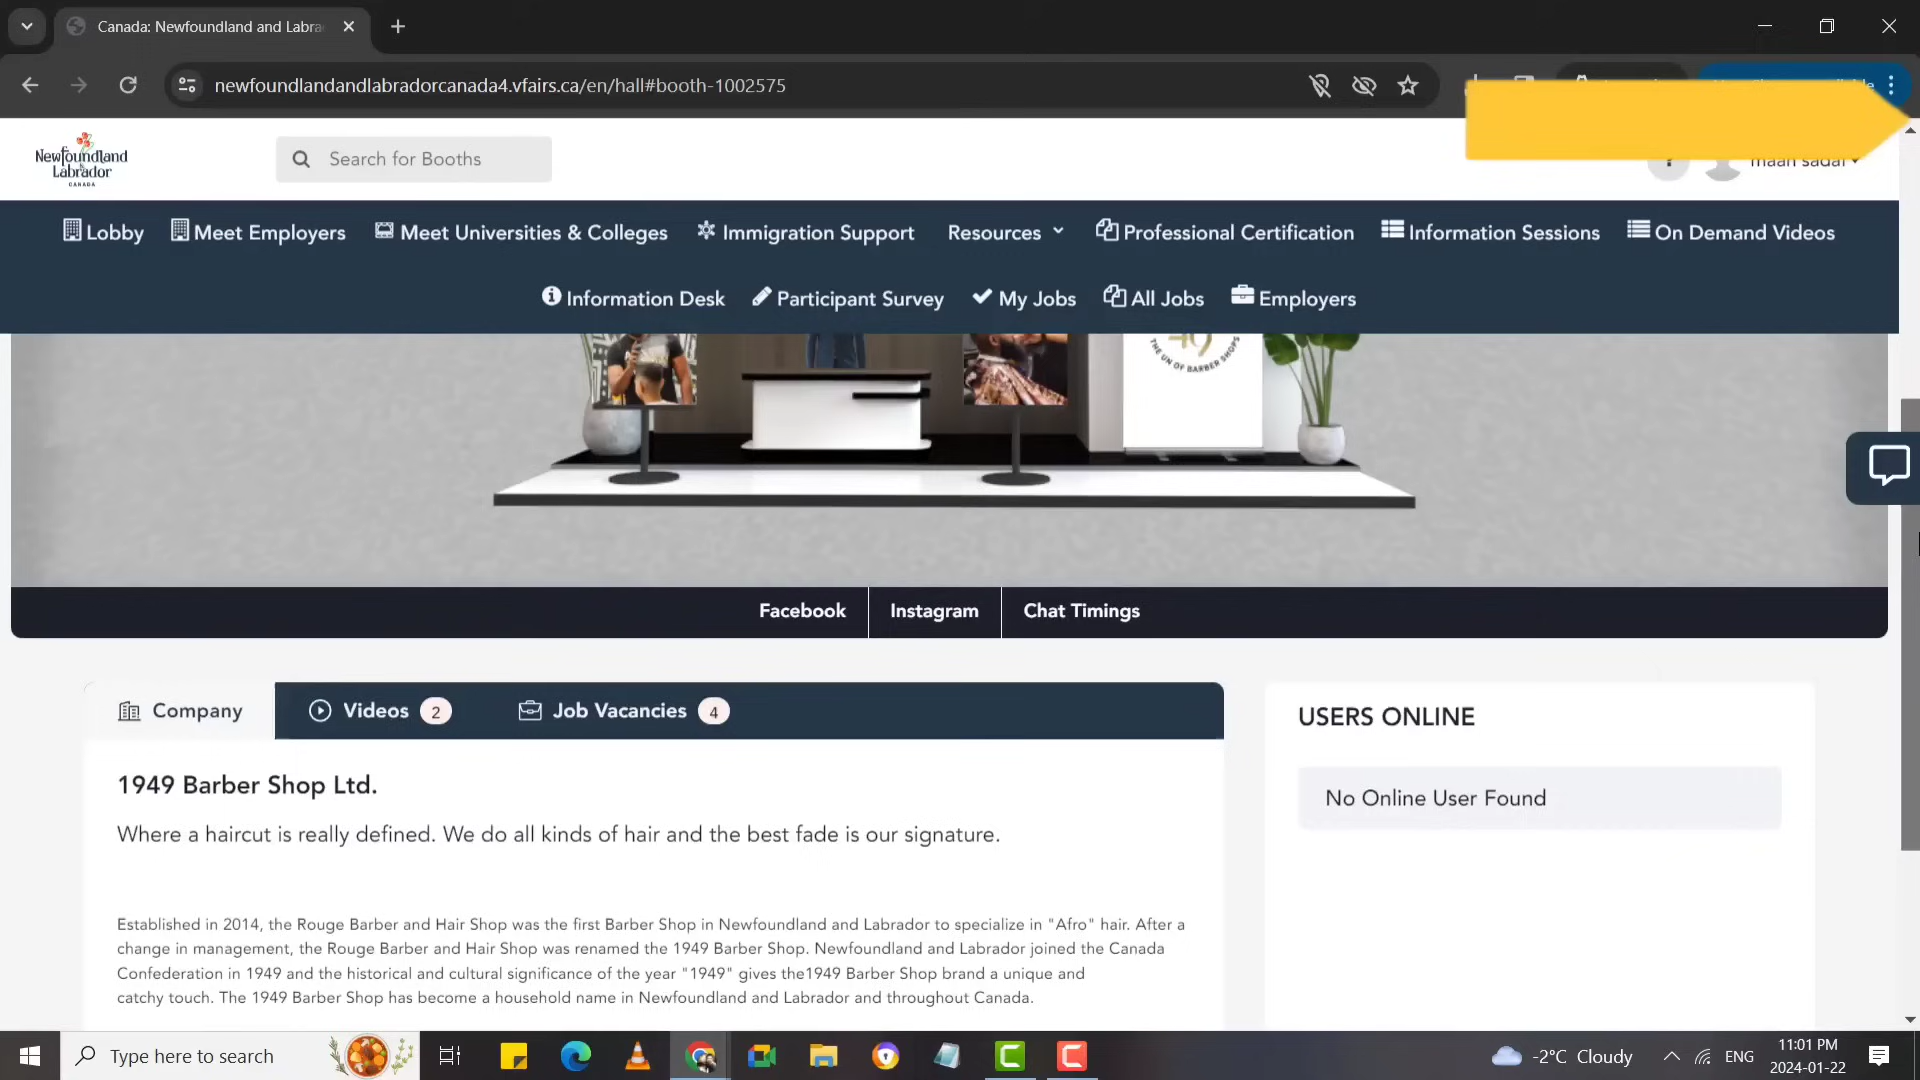 Canada: Newfoundland and Labra
newfoundlandandlabradorcanada4.vfairs.ca/en/hall#booth-1002575
Newfoundland
Labrador
CANADA
Search for Booths
maan sadat
Lobby
Meet Employers
Meet Universities & Colleges
Immigration Support
Resources
Professional Certification
Information Sessions
On Demand Videos
Information Desk
Participant Survey
My Jobs
All Jobs
Employers
THE UN OF BARBER SHOPS
Facebook
Instagram
Chat Timings
Company
Videos 2
Job Vacancies 4
USERS ONLINE
No Online User Found
1949 Barber Shop Ltd.
Where a haircut is really defined. We do all kinds of hair and the best fade is our signature.
Established in 2014, the Rouge Barber and Hair Shop was the first Barber Shop in Newfoundland and Labrador to specialize in "Afro" hair. After a
change in management, the Rouge Barber and Hair Shop was renamed the 1949 Barber Shop. Newfoundland and Labrador joined the Canada
Confederation in 1949 and the historical and cultural significance of the year "1949" gives the1949 Barber Shop brand a unique and
catchy touch. The 1949 Barber Shop has become a household name in Newfoundland and Labrador and throughout Canada.
Type here to search
-2°C Cloudy
ENG
11:01 PM
2024-01-22